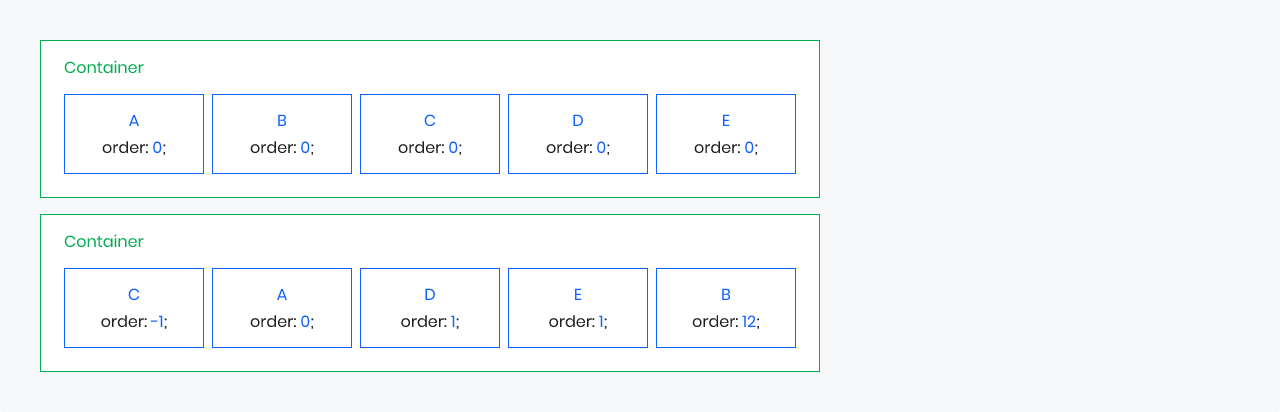 Container
A B C D E
order: 0; order: 0; order: 0; order: 0; order: 0;
Container
C A D E B
order: -1; order: 0; order: 1; order: 1; order: 12;